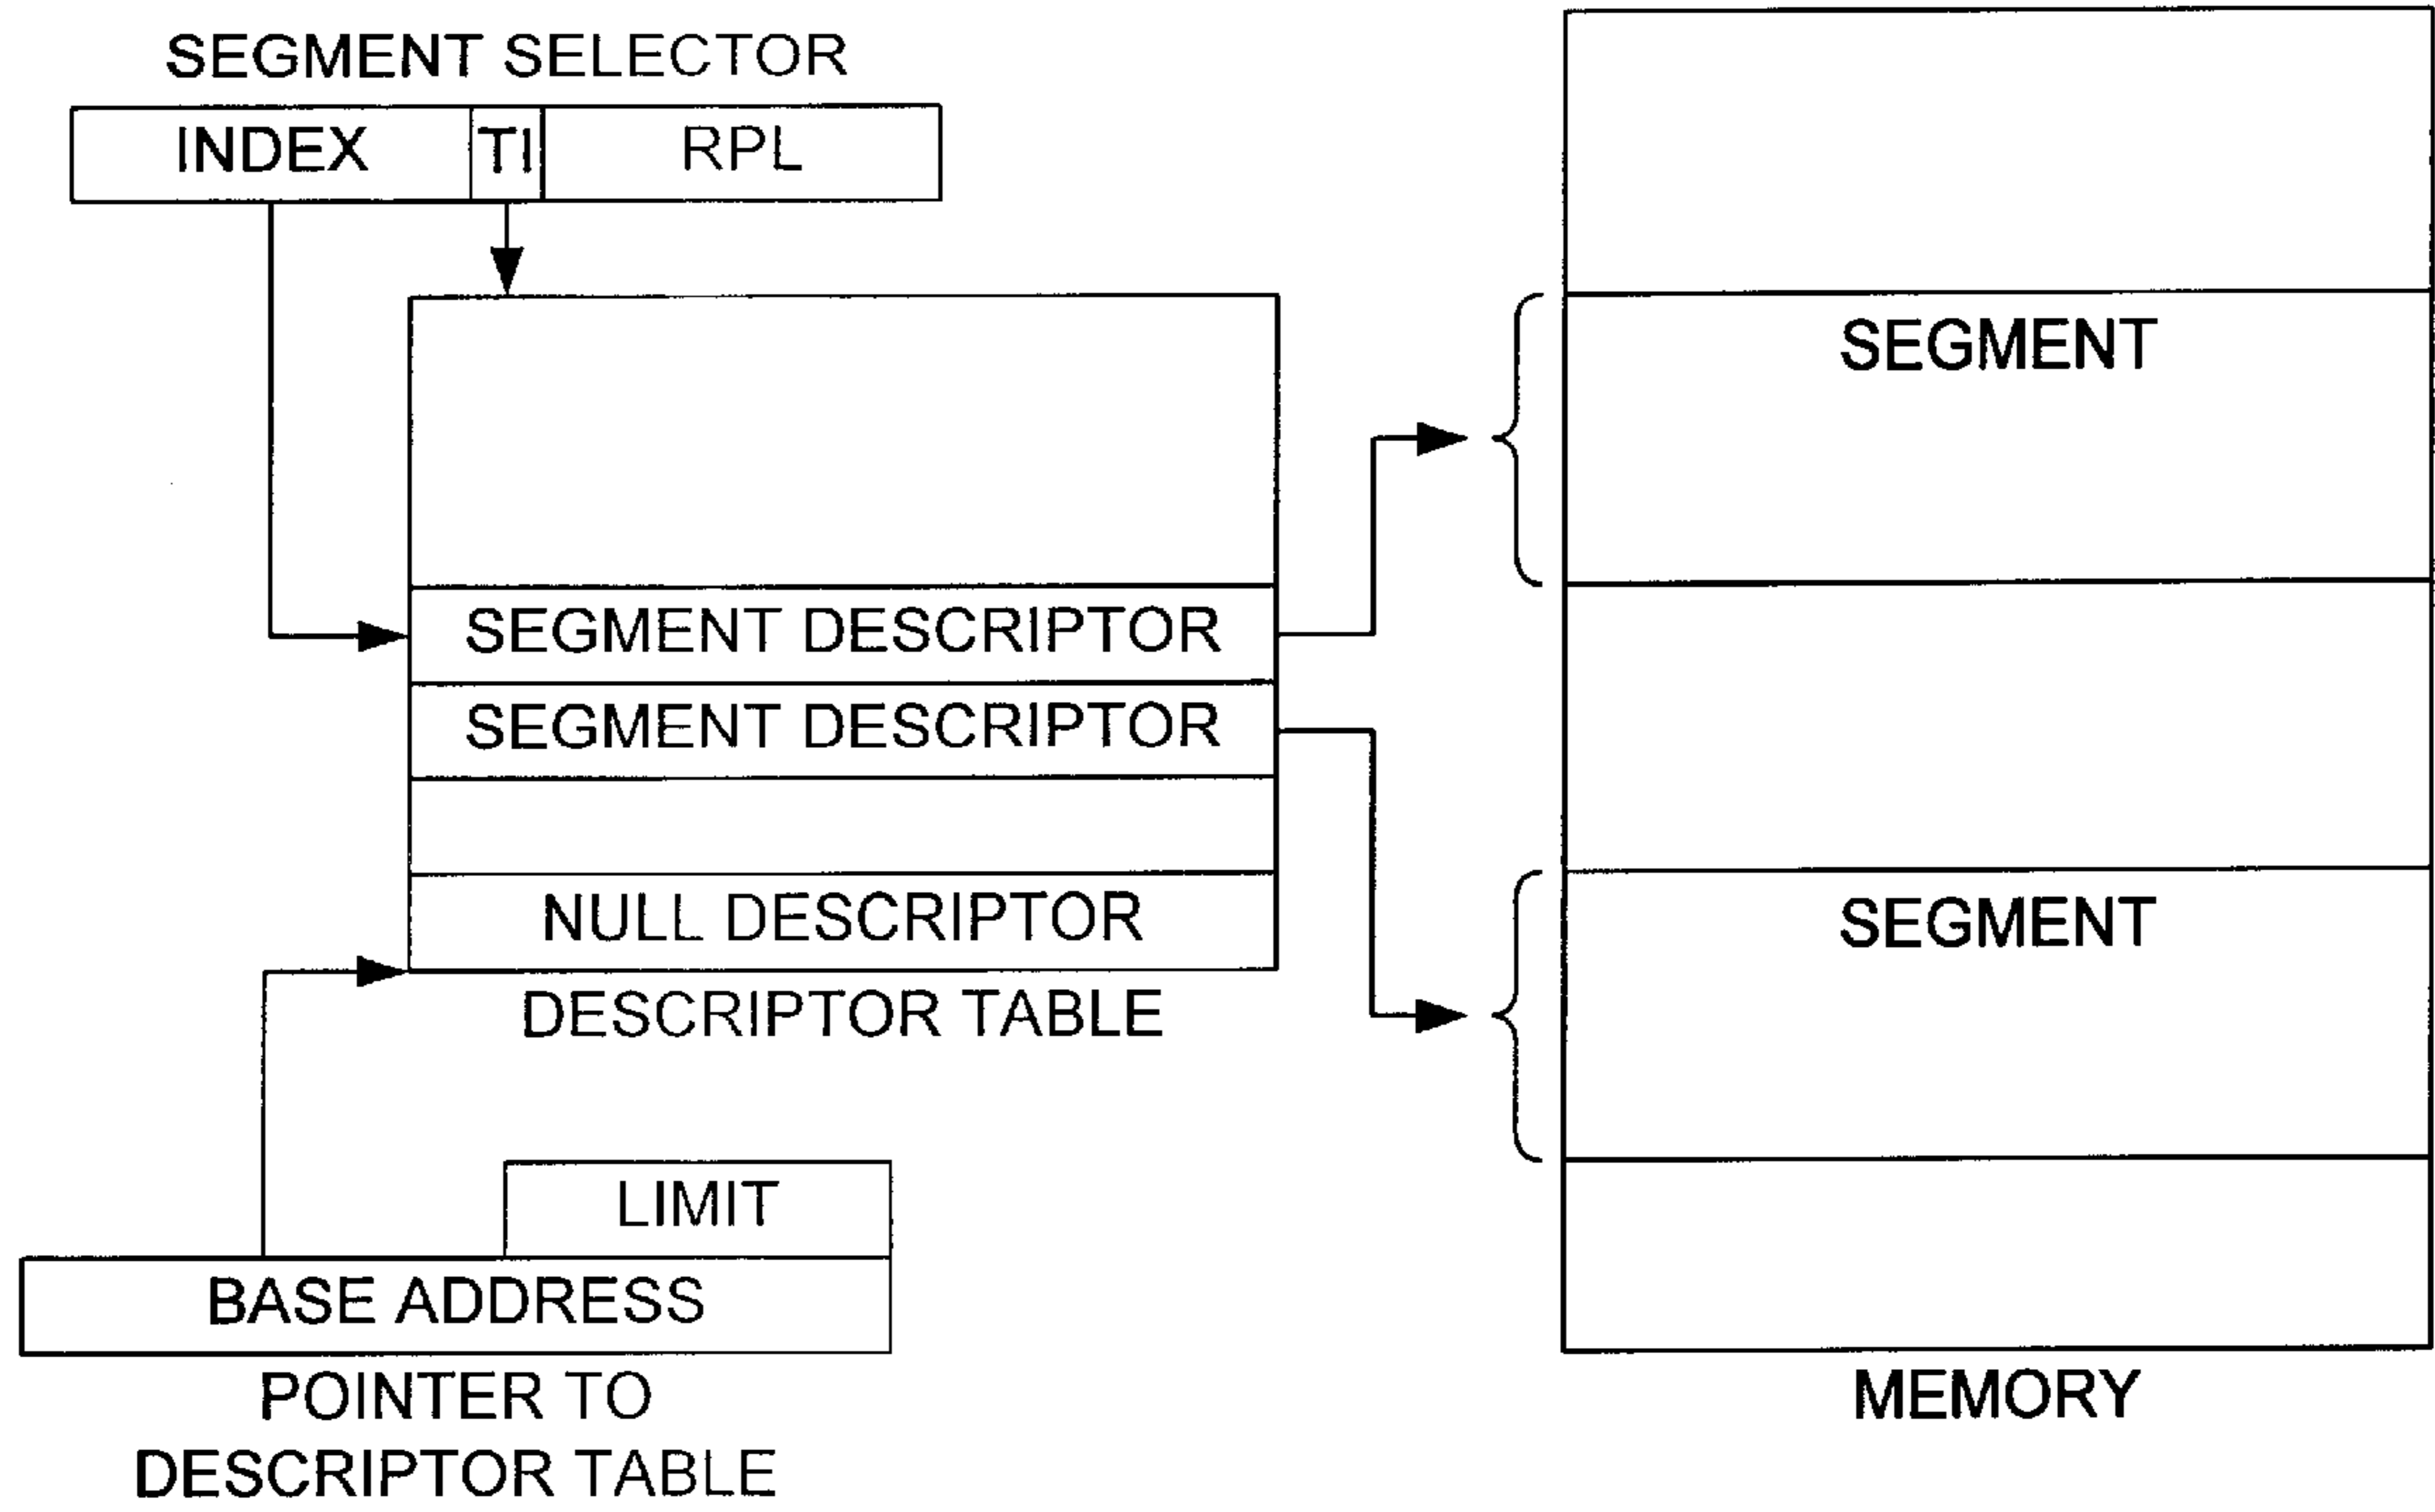 SEGMENT SELECTOR
INDEX TI RPL
SEGMENT
SEGMENT DESCRIPTOR
SEGMENT DESCRIPTOR
NULL DESCRIPTOR
DESCRIPTOR TABLE
SEGMENT
LIMIT
BASE ADDRESS
POINTER TO
DESCRIPTOR TABLE
MEMORY